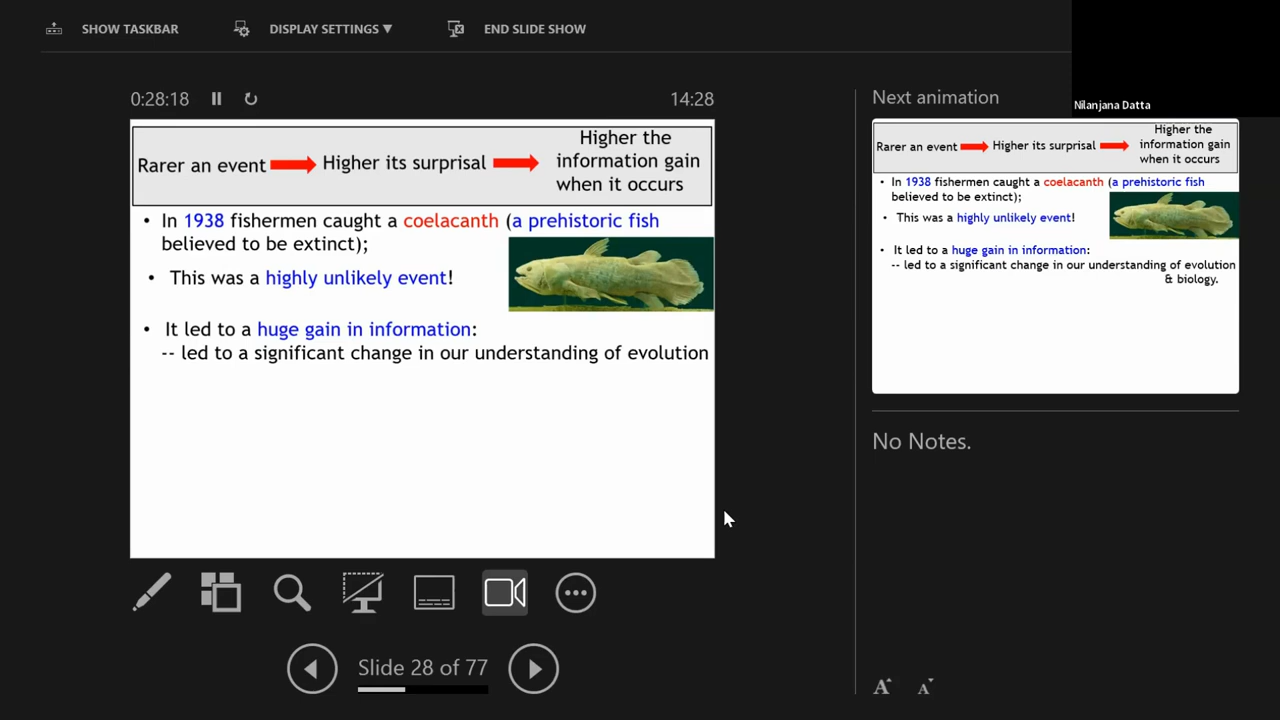 SHOW TASKBAR
DISPLAY SETTINGS ▼
END SLIDE SHOW
0:28:18
14:28
Rarer an event
Higher its surprisal
Higher the
information gain
when it occurs
• In 1938 fishermen caught a coelacanth (a prehistoric fish
believed to be extinct);
• This was a highly unlikely event!
• It led to a huge gain in information:
-- led to a significant change in our understanding of evolution
Slide 28 of 77
Next animation
Nilanjana Datta
Rarer an event
Higher its surprisal
Higher the
information gain
when it occurs
• In 1938 fishermen caught a coelacanth (a prehistoric fish
believed to be extinct);
• This was a highly unlikely event!
• It led to a huge gain in information:
-- led to a significant change in our understanding of evolution
& biology.
No Notes.
A A